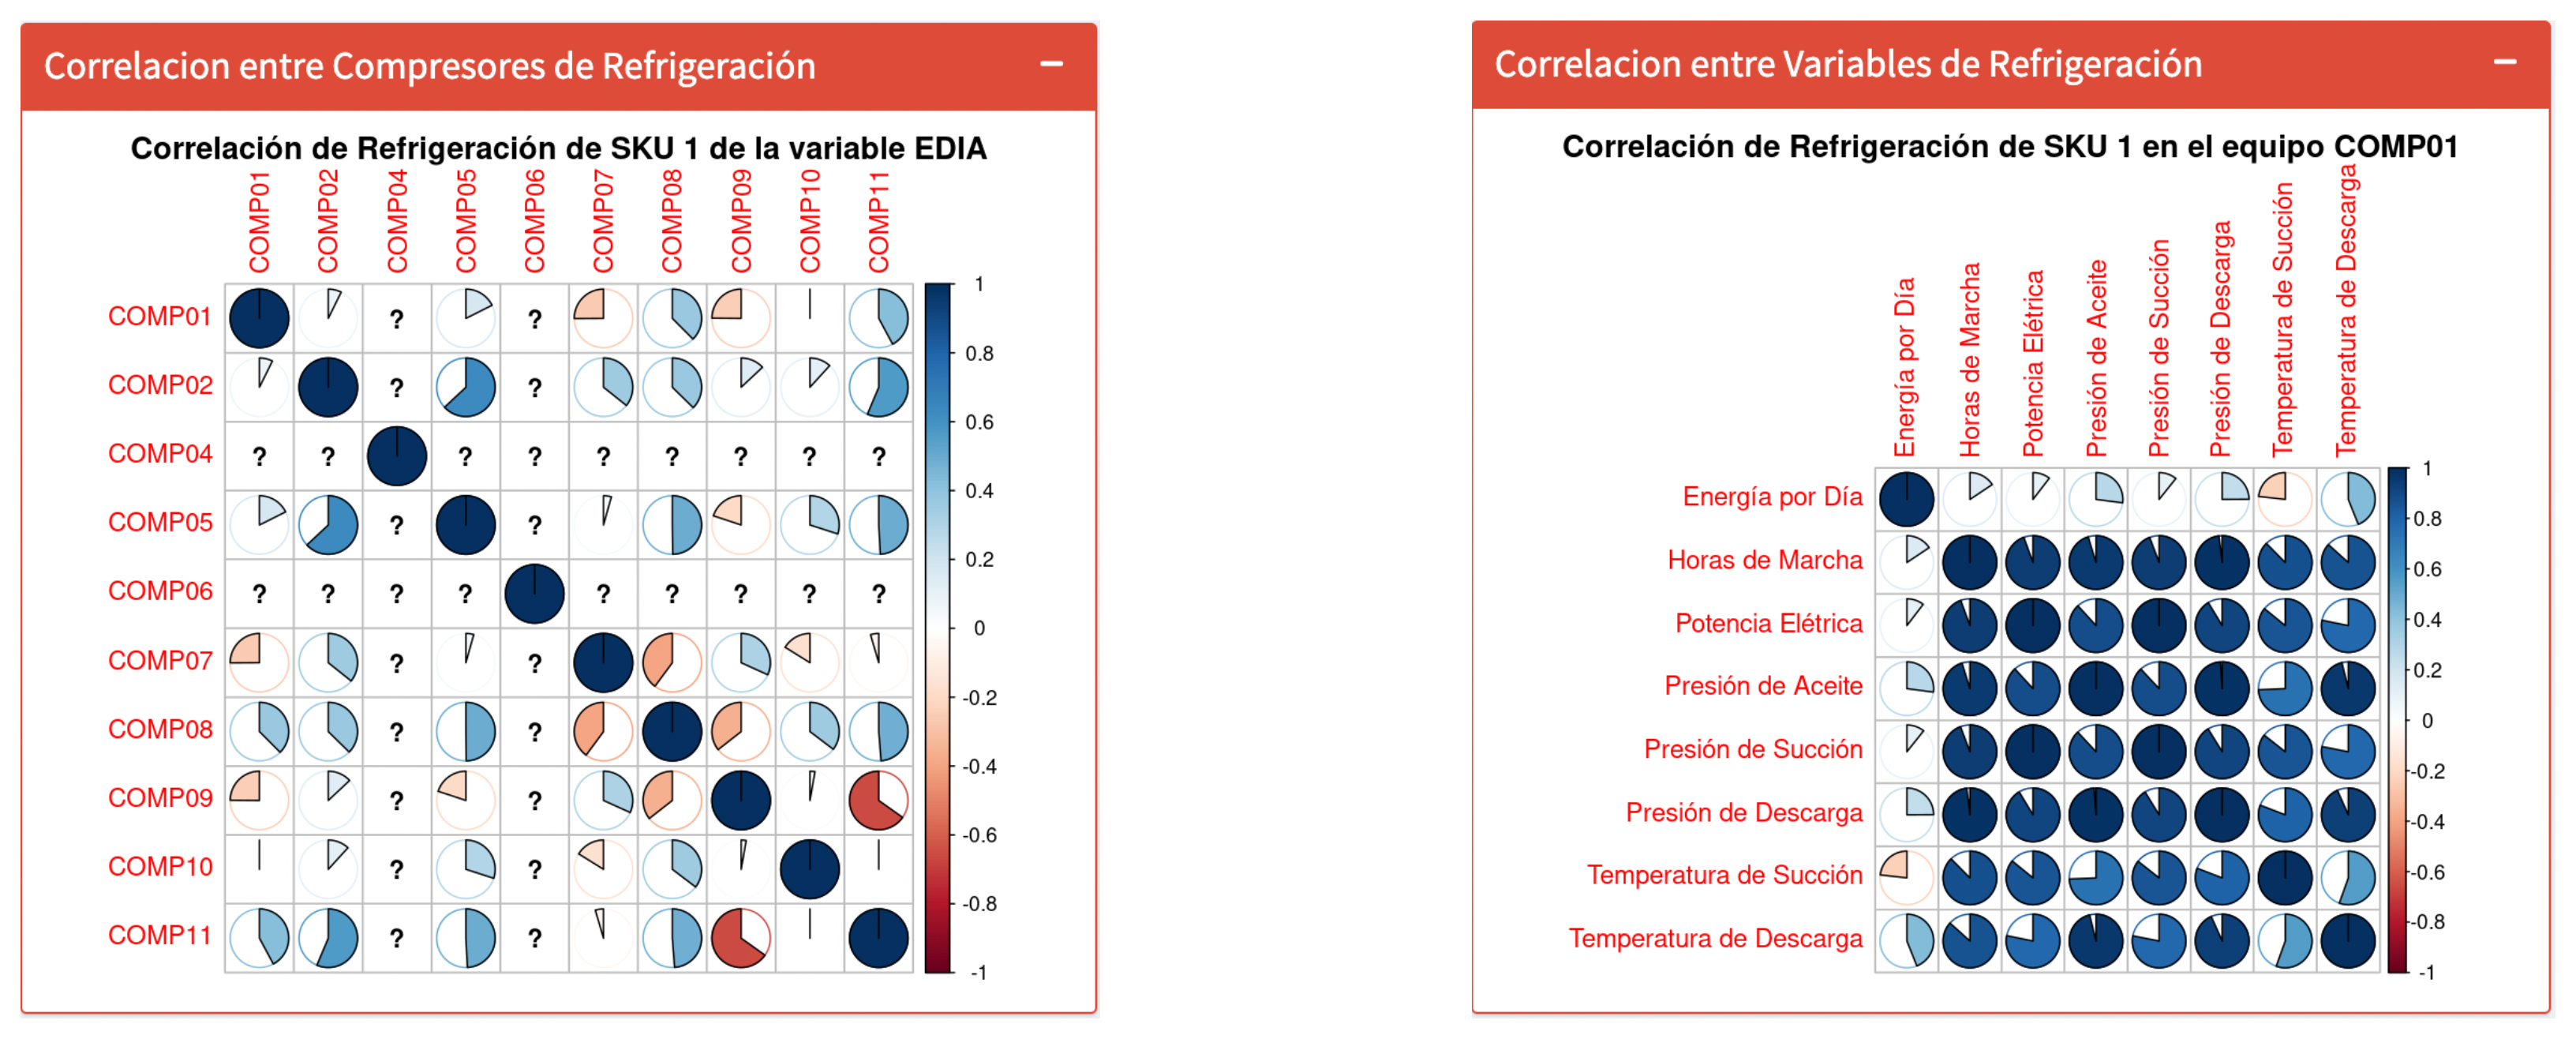 Correlacion entre Compresores de Refrigeración
Correlación de Refrigeración de SKU 1 de la variable EDIA
COMP01 COMP02 COMP04 COMP05 COMP06 COMP07 COMP08 COMP09 COMP10 COMP11
COMP01 ? ?
COMP02 ? ?
COMP04 ? ? ? ? ? ? ? ? ?
COMP05 ? ?
COMP06 ? ? ? ? ? ? ? ? ?
COMP07 ? ?
COMP08 ? ?
COMP09 ? ?
COMP10 ? ?
COMP11 ? ?
1
0.8
0.6
0.4
0.2
0
-0.2
-0.4
-0.6
-0.8
-1
Correlacion entre Variables de Refrigeración
Correlación de Refrigeración de SKU 1 en el equipo COMP01
Energía por Día
Horas de Marcha
Potencia Elétrica
Presión de Aceite
Presión de Succión
Presión de Descarga
Temperatura de Succión
Temperatura de Descarga
Energía por Día
Horas de Marcha
Potencia Elétrica
Presión de Aceite
Presión de Succión
Presión de Descarga
Temperatura de Succión
Temperatura de Descarga
1
0.8
0.6
0.4
0.2
0
-0.2
-0.4
-0.6
-0.8
-1